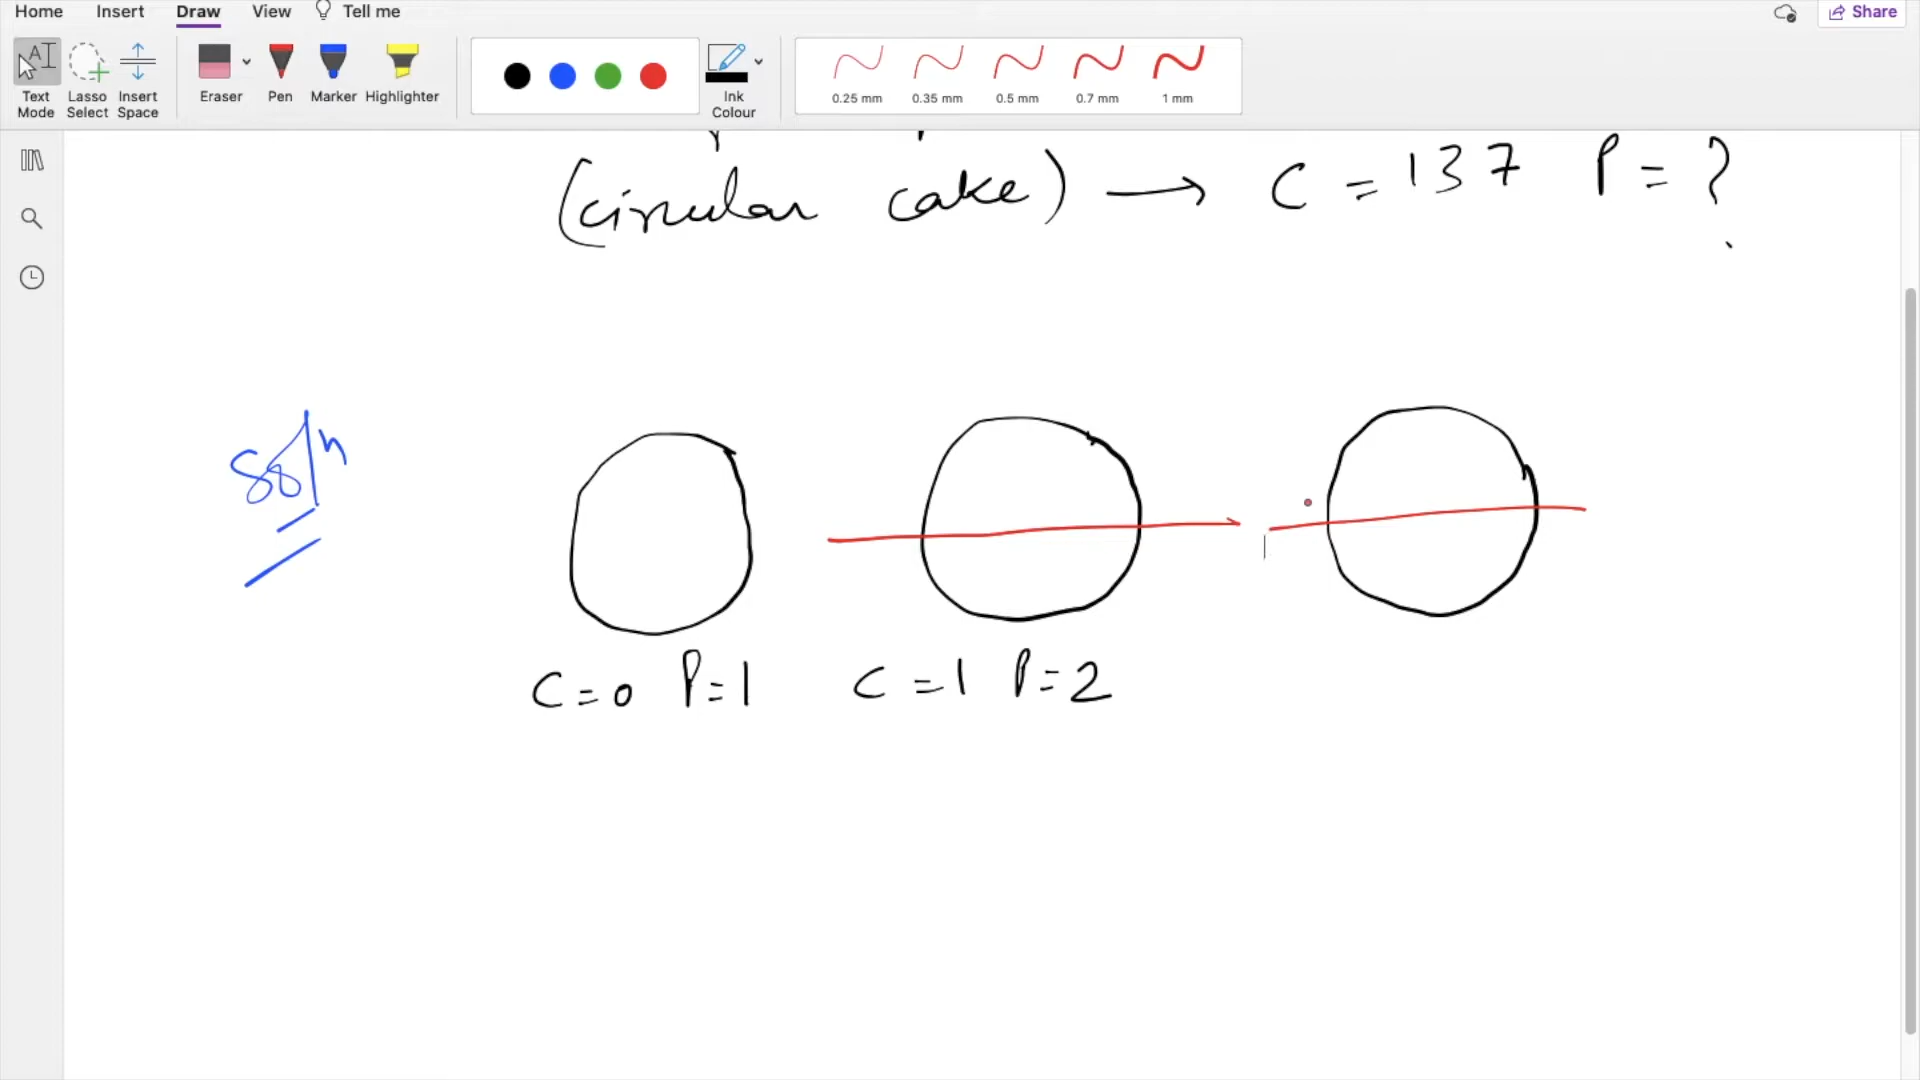 Home Insert Draw View Tell me Share
Text Mode
Lasso Select
Insert Space
Eraser
Pen
Marker
Highlighter
Ink Colour
0.25 mm 0.35 mm 0.5 mm 0.7 mm 1 mm
(circular cake) → C = 137 P = ?
Sol/n
C=0 P=1 C=1 P=2